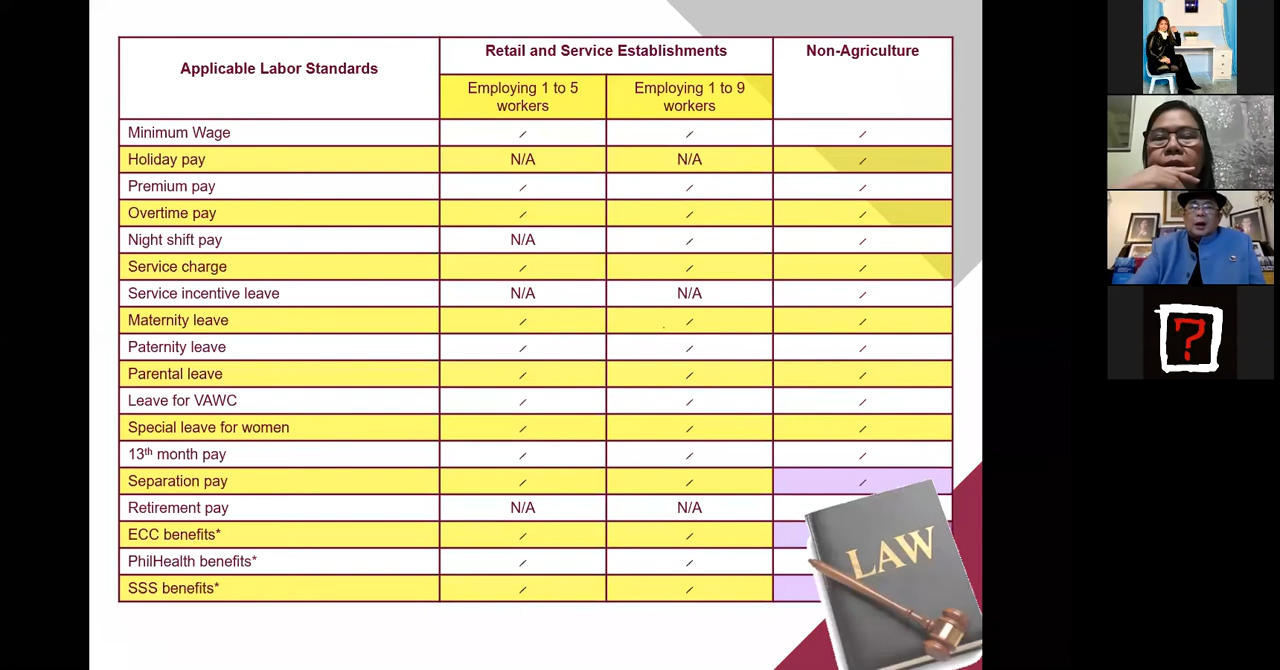 Applicable Labor Standards Retail and Service Establishments Non-Agriculture
Employing 1 to 5 workers Employing 1 to 9 workers
Minimum Wage ⁄ ⁄ ⁄
Holiday pay N/A N/A ⁄
Premium pay ⁄ ⁄ ⁄
Overtime pay ⁄ ⁄ ⁄
Night shift pay N/A ⁄ ⁄
Service charge ⁄ ⁄ ⁄
Service incentive leave N/A N/A ⁄
Maternity leave ⁄ ⁄ ⁄
Paternity leave ⁄ ⁄ ⁄
Parental leave ⁄ ⁄ ⁄
Leave for VAWC ⁄ ⁄ ⁄
Special leave for women ⁄ ⁄ ⁄
13th month pay ⁄ ⁄ ⁄
Separation pay ⁄ ⁄ ⁄
Retirement pay N/A N/A
ECC benefits* ⁄ ⁄
PhilHealth benefits* ⁄ ⁄
SSS benefits* ⁄ ⁄
LAW
?